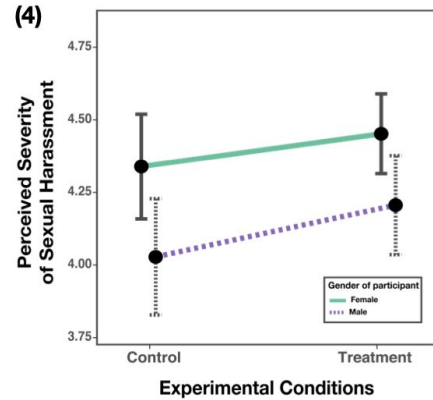 (4)
Perceived Severity
of Sexual Harassment
4.75
4.50
4.25
4.00
3.75
Gender of participant
Female
Male
Control
Treatment
Experimental Conditions